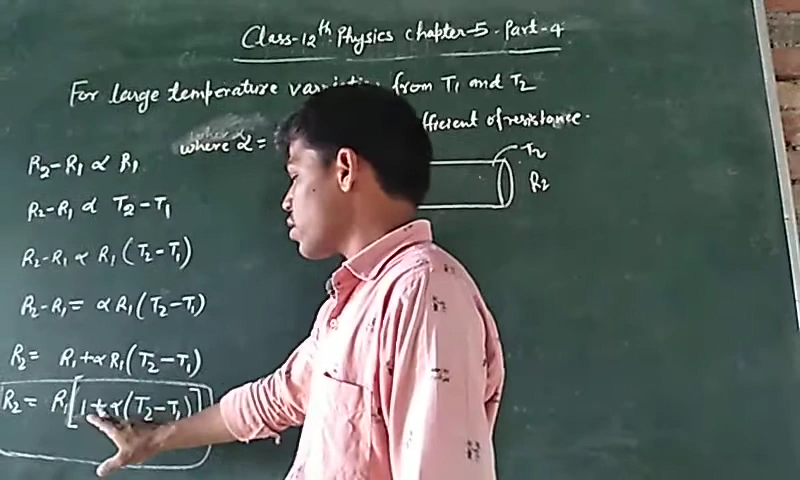 Class-12th Physics chapter-5. Part-4
For large temperature from T1 and T2
where α = of resistance.
R2-R1 ∝ R1
R2-R1 ∝ T2-T1
R2-R1 ∝ R1(T2-T1)
R2-R1 = αR1(T2-T1)
R2 = R1+αR1(T2-T1)
R2 = R1[1+α(T2-T1)]
T2
R2